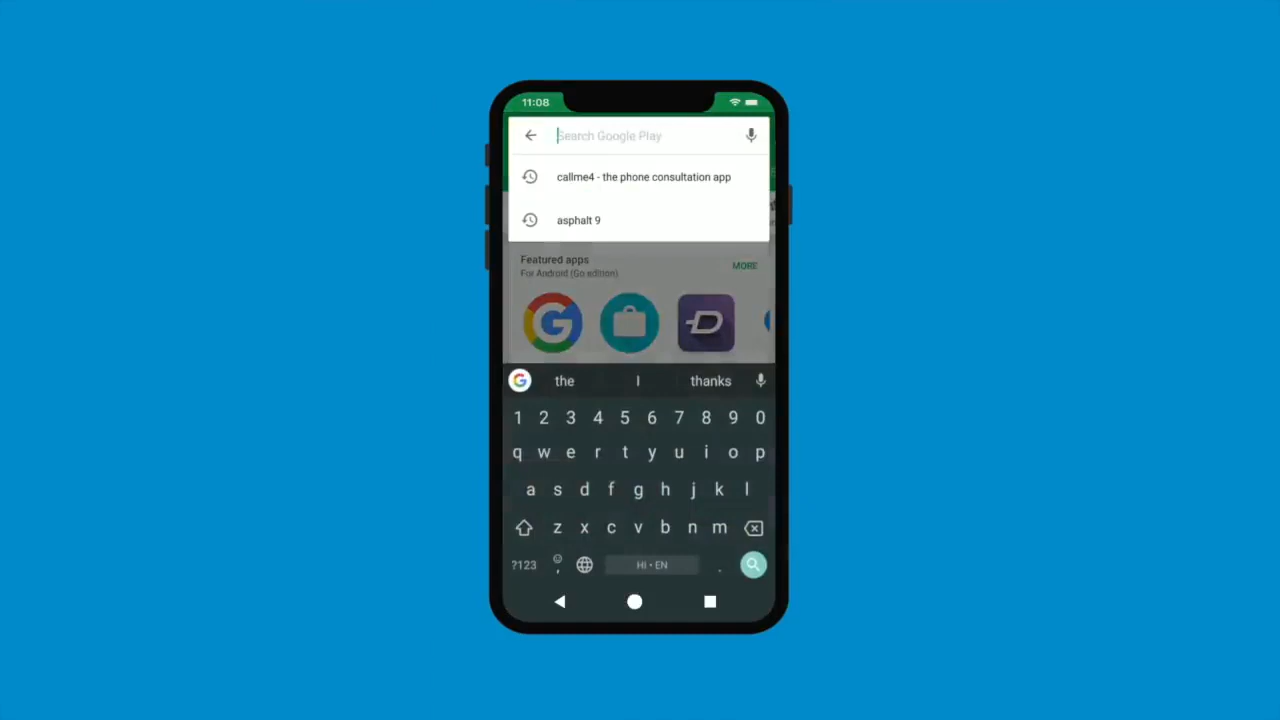 11:08
Search Google Play
callme4 - the phone consultation app
asphalt 9
Featured apps
For Android (Go edition)
MORE
the I thanks
1 2 3 4 5 6 7 8 9 0
q w e r t y u i o p
a s d f g h j k l
z x c v b n m
?123 , HI • EN .